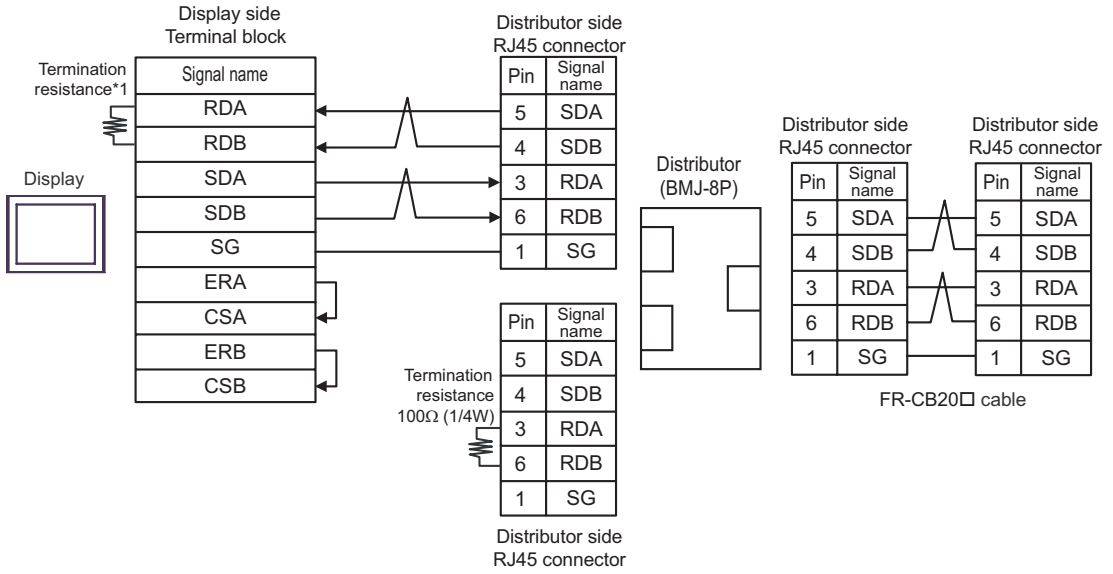 Display side
Terminal block
Termination
resistance*1
Signal name
RDA
RDB
SDA
SDB
SG
ERA
CSA
ERB
CSB
Display
Distributor side
RJ45 connector
Pin Signal name
5 SDA
4 SDB
3 RDA
6 RDB
1 SG
Termination
resistance
100Ω (1/4W)
Pin Signal name
5 SDA
4 SDB
3 RDA
6 RDB
1 SG
Distributor side
RJ45 connector
Distributor
(BMJ-8P)
Distributor side
RJ45 connector
Pin Signal name
5 SDA
4 SDB
3 RDA
6 RDB
1 SG
Distributor side
RJ45 connector
Pin Signal name
5 SDA
4 SDB
3 RDA
6 RDB
1 SG
FR-CB20□ cable